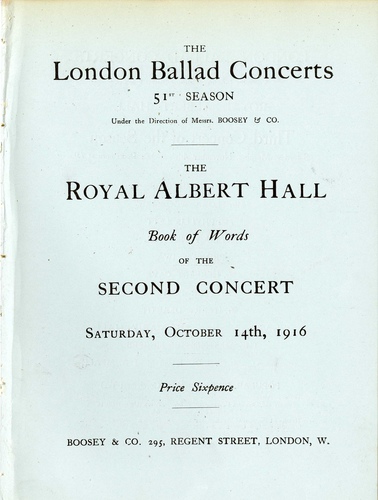 THE
London Ballad Concerts
51ST SEASON
Under the Direction of Messrs. BOOSEY & CO.
THE
ROYAL ALBERT HALL
Book of Words
OF THE
SECOND CONCERT
SATURDAY, OCTOBER 14th, 1916
Price Sixpence
BOOSEY & CO. 295, REGENT STREET, LONDON, W.